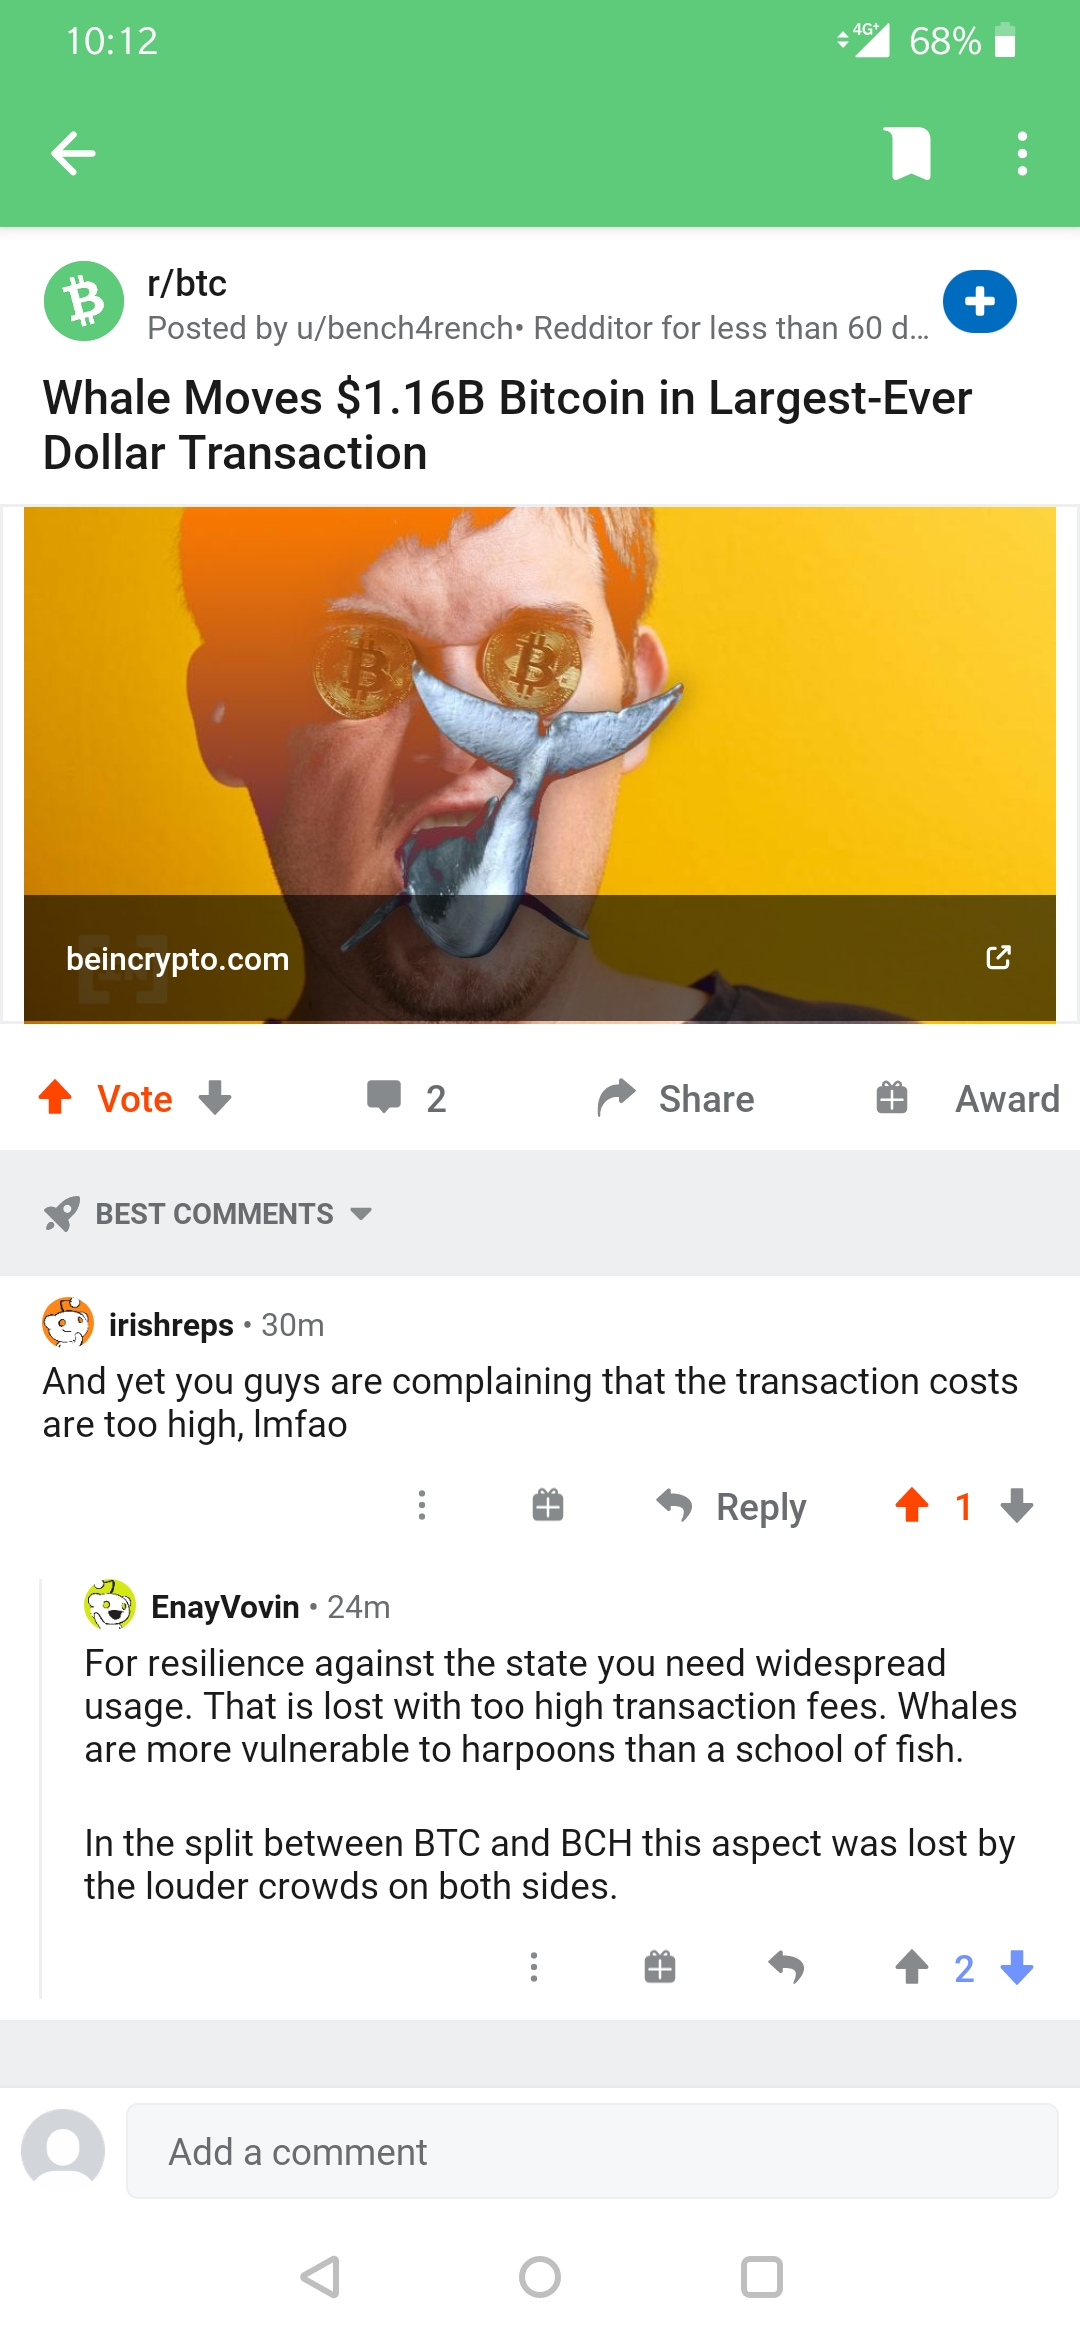 10:12
4G+ 68%
r/btc
Posted by u/bench4rench• Redditor for less than 60 d...
Whale Moves $1.16B Bitcoin in Largest-Ever
Dollar Transaction
beincrypto.com
Vote 2 Share Award
BEST COMMENTS
irishreps • 30m
And yet you guys are complaining that the transaction costs
are too high, lmfao
Reply 1
EnayVovin • 24m
For resilience against the state you need widespread
usage. That is lost with too high transaction fees. Whales
are more vulnerable to harpoons than a school of fish.
In the split between BTC and BCH this aspect was lost by
the louder crowds on both sides.
2
Add a comment